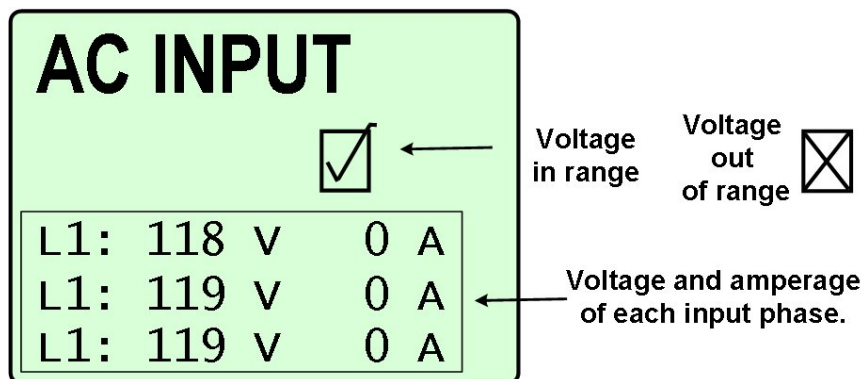 AC INPUT
Voltage
in range
Voltage
out
of range
L1: 118 V 0 A
L1: 119 V 0 A
L1: 119 V 0 A
Voltage and amperage
of each input phase.